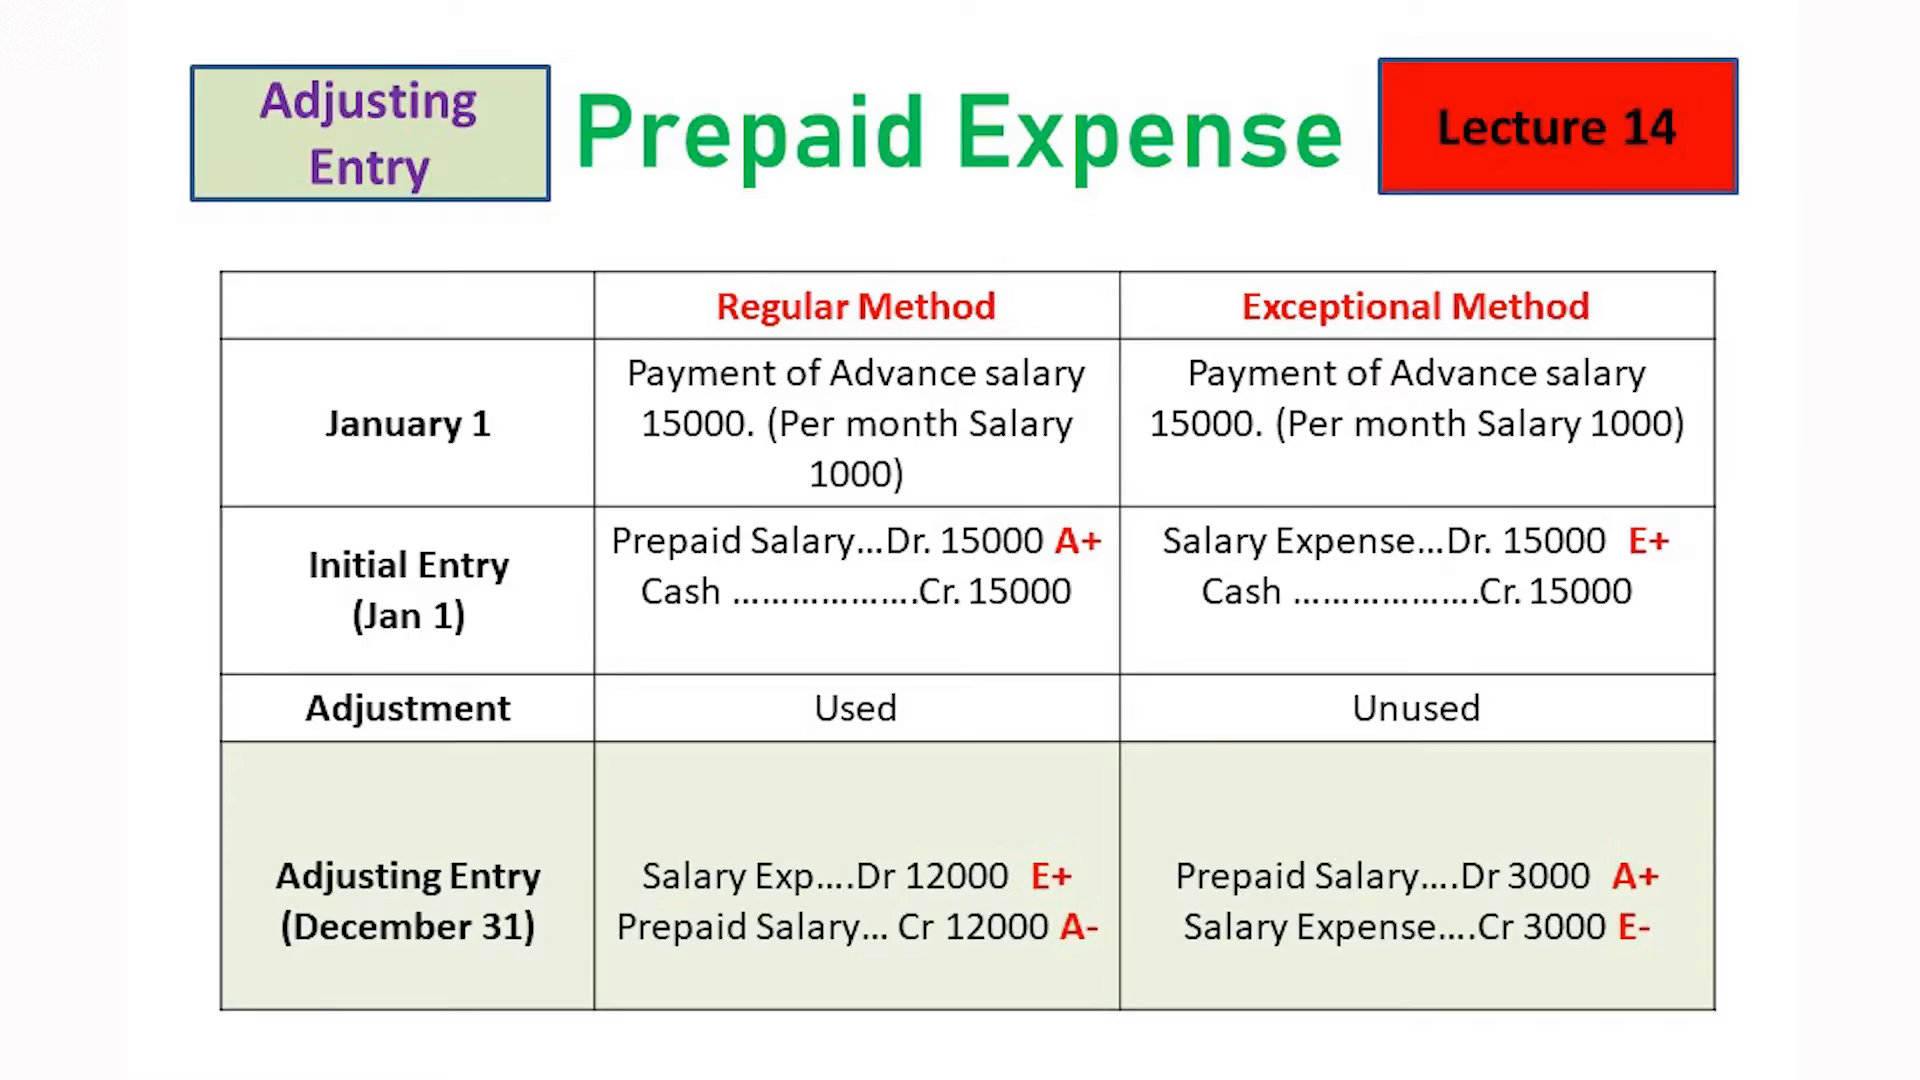 Adjusting
Entry
Prepaid Expense
Lecture 14
Regular Method
Exceptional Method
January 1
Payment of Advance salary
15000. (Per month Salary
1000)
Payment of Advance salary
15000. (Per month Salary 1000)
Initial Entry
(Jan 1)
Prepaid Salary...Dr. 15000 A+
Cash ………………..Cr. 15000
Salary Expense...Dr. 15000 E+
Cash ………………..Cr. 15000
Adjustment
Used
Unused
Adjusting Entry
(December 31)
Salary Exp....Dr 12000 E+
Prepaid Salary... Cr 12000 A-
Prepaid Salary....Dr 3000 A+
Salary Expense....Cr 3000 E-